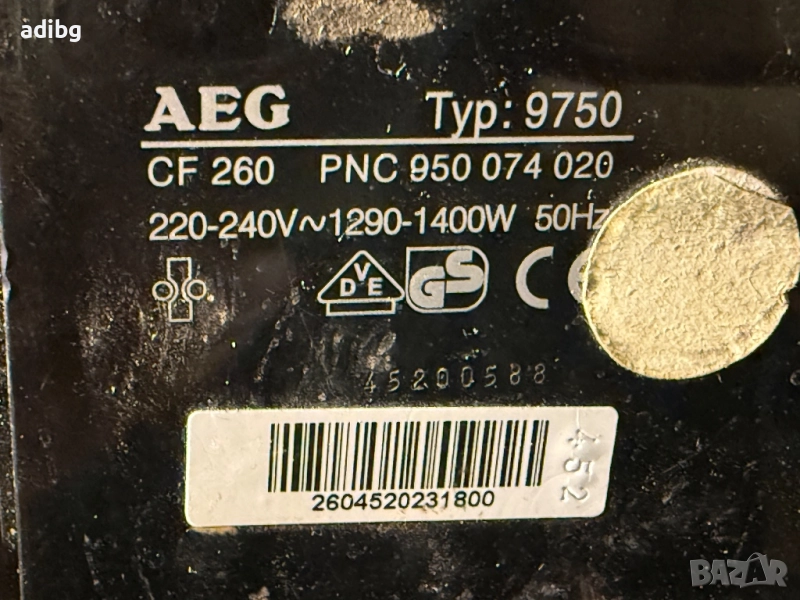 adibg
AEG Typ: 9750
CF 260 PNC 950 074 020
220-240V~1290-1400W 50Hz
DVE GS CE
45200588
452
2604520231800
BAZAR